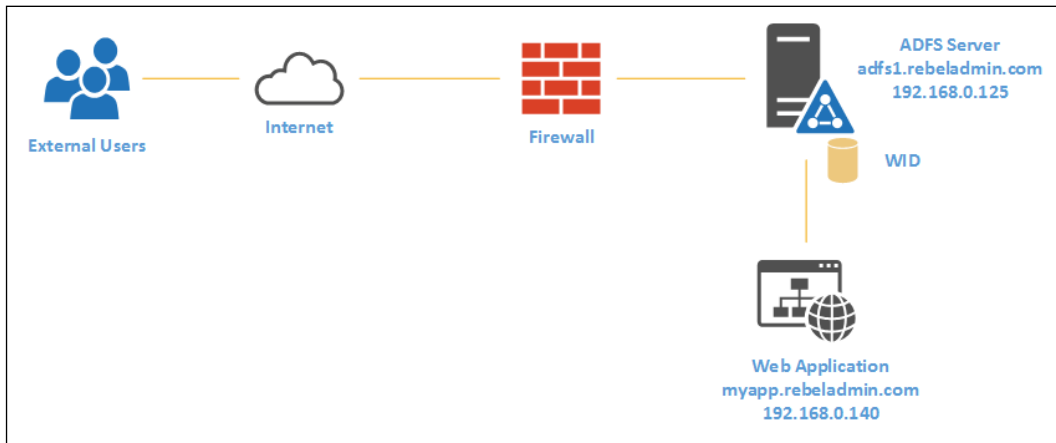 External Users
Internet
Firewall
ADFS Server
adfs1.rebeladmin.com
192.168.0.125
WID
Web Application
myapp.rebeladmin.com
192.168.0.140